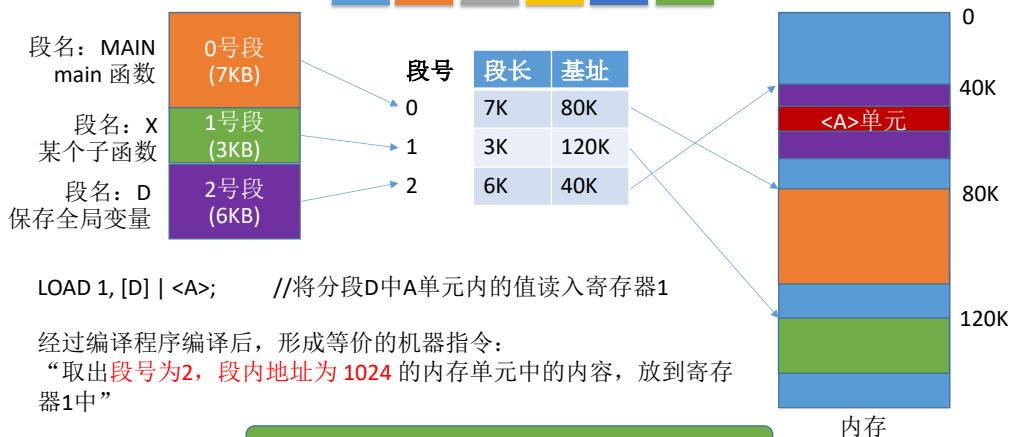 段名：MAIN
main 函数
0号段
(7KB)
段名：X
某个子函数
1号段
(3KB)
段名：D
保存全局变量
2号段
(6KB)
段号 段长 基址
0 7K 80K
1 3K 120K
2 6K 40K
0
40K
<A>单元
80K
120K
内存
LOAD 1, [D] | <A>; //将分段D中A单元内的值读入寄存器1
经过编译程序编译后，形成等价的机器指令：
“取出段号为2，段内地址为 1024 的内存单元中的内容，放到寄存
器1中”